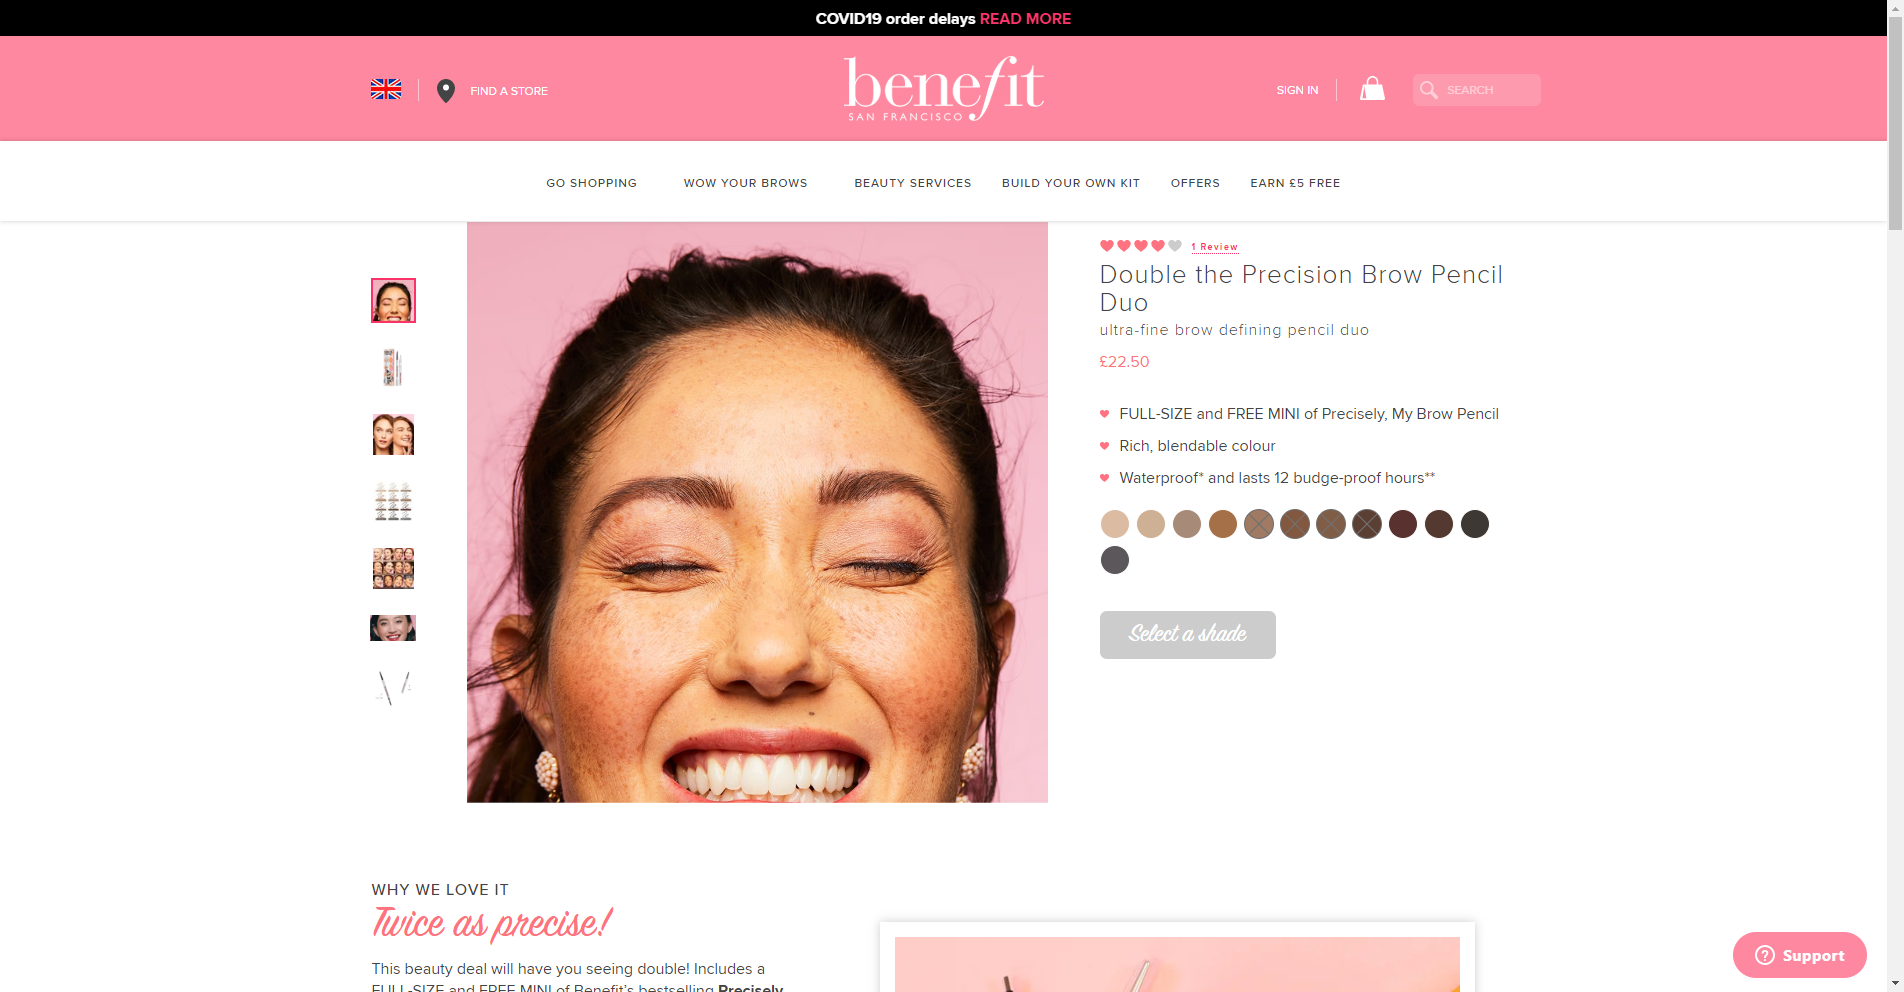 COVID19 order delays READ MORE
FIND A STORE
benefit
SAN FRANCISCO
SIGN IN
SEARCH
GO SHOPPING
WOW YOUR BROWS
BEAUTY SERVICES
BUILD YOUR OWN KIT
OFFERS
EARN £5 FREE
1 Review
Double the Precision Brow Pencil
Duo
ultra-fine brow defining pencil duo
£22.50
FULL-SIZE and FREE MINI of Precisely, My Brow Pencil
Rich, blendable colour
Waterproof* and lasts 12 budge-proof hours**
Select a shade
WHY WE LOVE IT
Twice as precise!
This beauty deal will have you seeing double! Includes a
FULL-SIZE and FREE MINI of Benefit's bestselling Precisely
Support